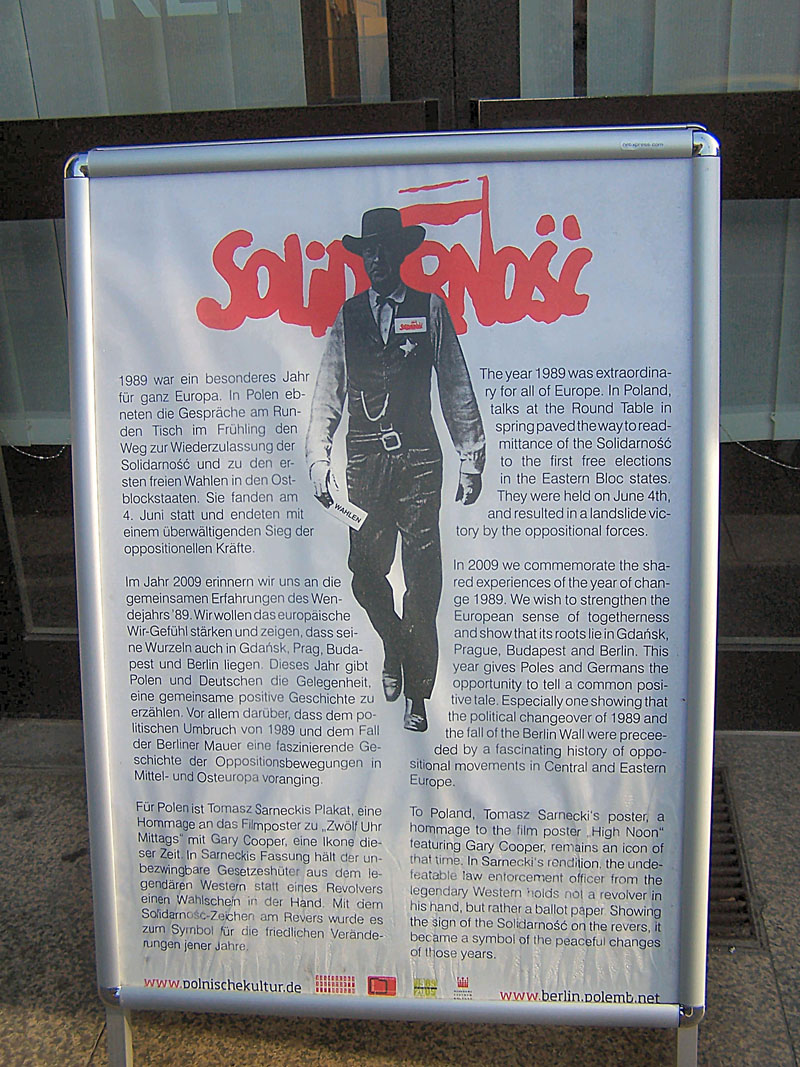 net-xpress.com
SOLIDARNOŚĆ
1989 war ein besonderes Jahr
für ganz Europa. In Polen eb-
neten die Gespräche am Run-
den Tisch im Frühling den
Weg zur Wiederzulassung der
Solidarność und zu den er-
sten freien Wahlen in den Ost-
blockstaaten. Sie fanden am
4. Juni statt und endeten mit
einem überwältigenden Sieg der
oppositionellen Kräfte.
Im Jahr 2009 erinnern wir uns an die
gemeinsamen Erfahrungen des Wen-
dejahrs '89. Wir wollen das europäische
Wir-Gefühl stärken und zeigen, dass sei-
ne Wurzeln auch in Gdańsk, Prag, Buda-
pest und Berlin liegen. Dieses Jahr gibt
Polen und Deutschen die Gelegenheit,
eine gemeinsame positive Geschichte zu
erzählen. Vor allem darüber, dass dem po-
litischen Umbruch von 1989 und dem Fall
der Berliner Mauer eine faszinierende Ge-
schichte der Oppositionsbewegungen in
Mittel- und Osteuropa voranging.
Für Polen ist Tomasz Sarneckis Plakat, eine
Hommage an das Filmposter zu „Zwölf Uhr
Mittags" mit Gary Cooper, eine Ikone die-
ser Zeit. In Sarneckis Fassung hält der un-
bezwingbare Gesetzeshüter aus dem le-
gendären Western statt eines Revolvers
einen Wahlschein in der Hand. Mit dem
Solidarność-Zeichen am Revers wurde es
zum Symbol für die friedlichen Verände-
rungen jener Jahre.
WAHLEN
The year 1989 was extraordina-
ry for all of Europe. In Poland,
talks at the Round Table in
spring paved the way to read-
mittance of the Solidarność
to the first free elections
in the Eastern Bloc states.
They were held on June 4th,
and resulted in a landslide vic-
tory by the oppositional forces.
In 2009 we commemorate the sha-
red experiences of the year of chan-
ge 1989. We wish to strengthen the
European sense of togetherness
and show that its roots lie in Gdańsk,
Prague, Budapest and Berlin. This
year gives Poles and Germans the
opportunity to tell a common posi-
tive tale. Especially one showing that
the political changeover of 1989 and
the fall of the Berlin Wall were precee-
ded by a fascinating history of oppo-
sitional movements in Central and Eastern
Europe.
To Poland, Tomasz Sarnecki's poster, a
hommage to the film poster „High Noon"
featuring Gary Cooper, remains an icon of
that time. In Sarnecki's rendition, the unde-
featable law enforcement officer from the
legendary Western holds not a revolver in
his hand, but rather a ballot paper. Showing
the sign of the Solidarność on the revers, it
became a symbol of the peaceful changes
of those years.
www.polnischekultur.de
www.berlin.polemb.net